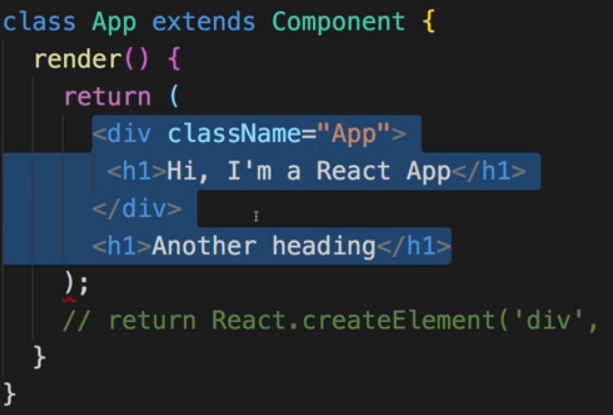 class App extends Component {
render() {
return (
<div className="App">
<h1>Hi, I'm a React App</h1>
</div>
<h1>Another heading</h1>
);
// return React.createElement('div',
}
}